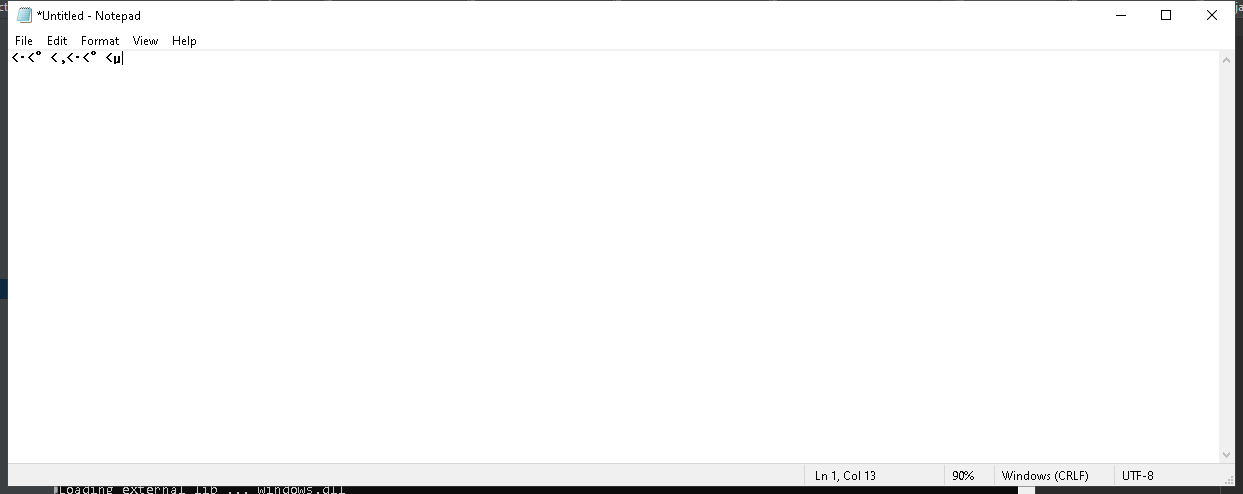 *Untitled - Notepad
File Edit Format View Help
<·<° <¸<·<° <µ
Ln 1, Col 13 90% Windows (CRLF) UTF-8
Loading external lib ... windows.dll